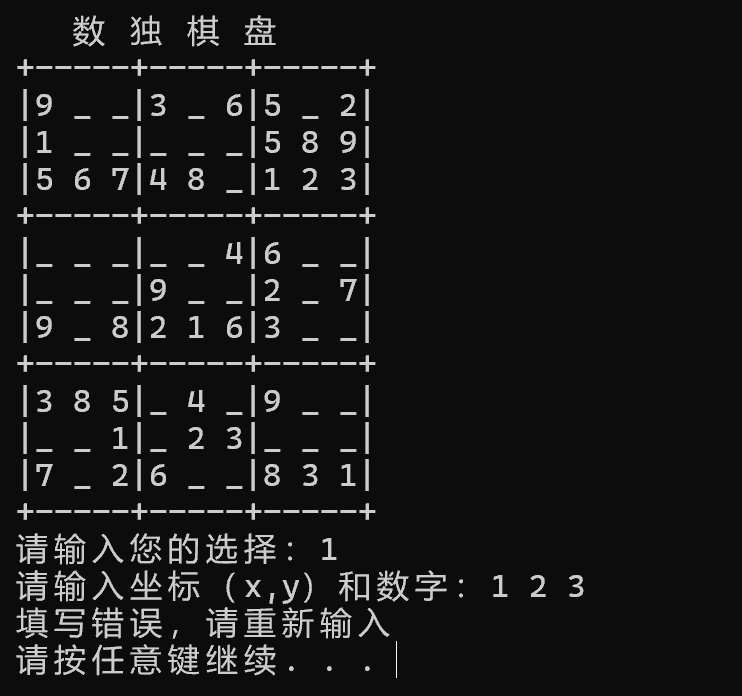 数 独 棋 盘
+-----+-----+-----+
|9 _ _|3 _ 6|5 _ 2|
|1 _ _|_ _ _|5 8 9|
|5 6 7|4 8 _|1 2 3|
+-----+-----+-----+
|_ _ _|_ _ 4|6 _ _|
|_ _ _|9 _ _|2 _ 7|
|9 _ 8|2 1 6|3 _ _|
+-----+-----+-----+
|3 8 5|_ 4 _|9 _ _|
|_ _ 1|_ 2 3|_ _ _|
|7 _ 2|6 _ _|8 3 1|
+-----+-----+-----+
请输入您的选择: 1
请输入坐标（x,y）和数字: 1 2 3
填写错误, 请重新输入
请按任意键继续. . .